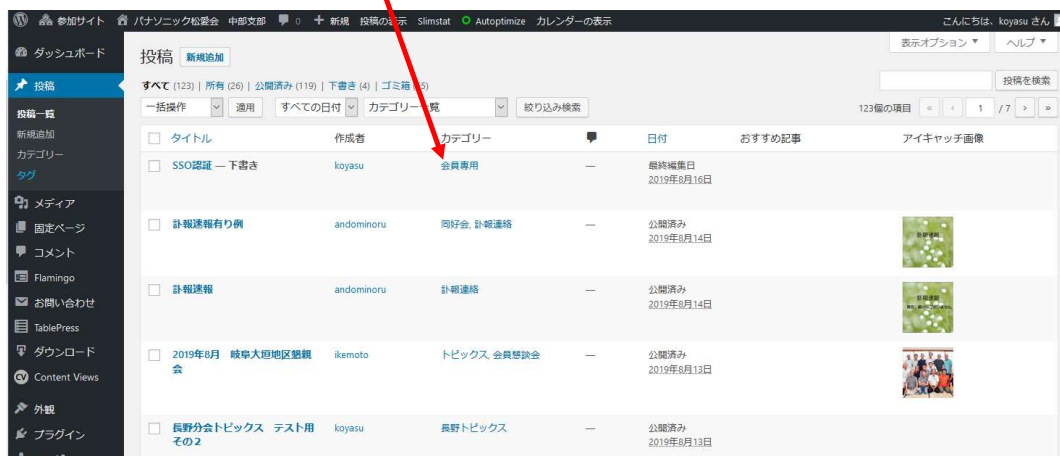 参加サイト パナソニック松愛会 中部支部 0 + 新規 投稿の表示 Slimstat Autoptimize カレンダーの表示 こんにちは、koyasu さん
ダッシュボード
投稿
投稿一覧
新規追加
カテゴリー
タグ
メディア
固定ページ
コメント
Flamingo
お問い合わせ
TablePress
ダウンロード
Content Views
外観
プラグイン
表示オプション ▼ ヘルプ ▼
投稿 新規追加
すべて (123) | 所有 (26) | 公開済み (119) | 下書き (4) | ゴミ箱
投稿を検索
一括操作 適用 すべての日付 カテゴリー一覧 絞り込み検索 123個の項目 « ‹ 1 / 7 › »
タイトル 作成者 カテゴリー 日付 おすすめ記事 アイキャッチ画像
SSO認証 — 下書き koyasu 会員専用 — 最終編集日
2019年8月16日
訃報速報有り例 andominoru 同好会, 訃報連絡 — 公開済み
2019年8月14日
訃報速報
訃報速報 andominoru 訃報連絡 — 公開済み
2019年8月14日
訃報速報
2019年8月 岐阜大垣地区懇親会 ikemoto トピックス, 会員懇談会 — 公開済み
2019年8月13日
長野分会トピックス テスト用
その2 koyasu 長野トピックス — 公開済み
2019年8月13日